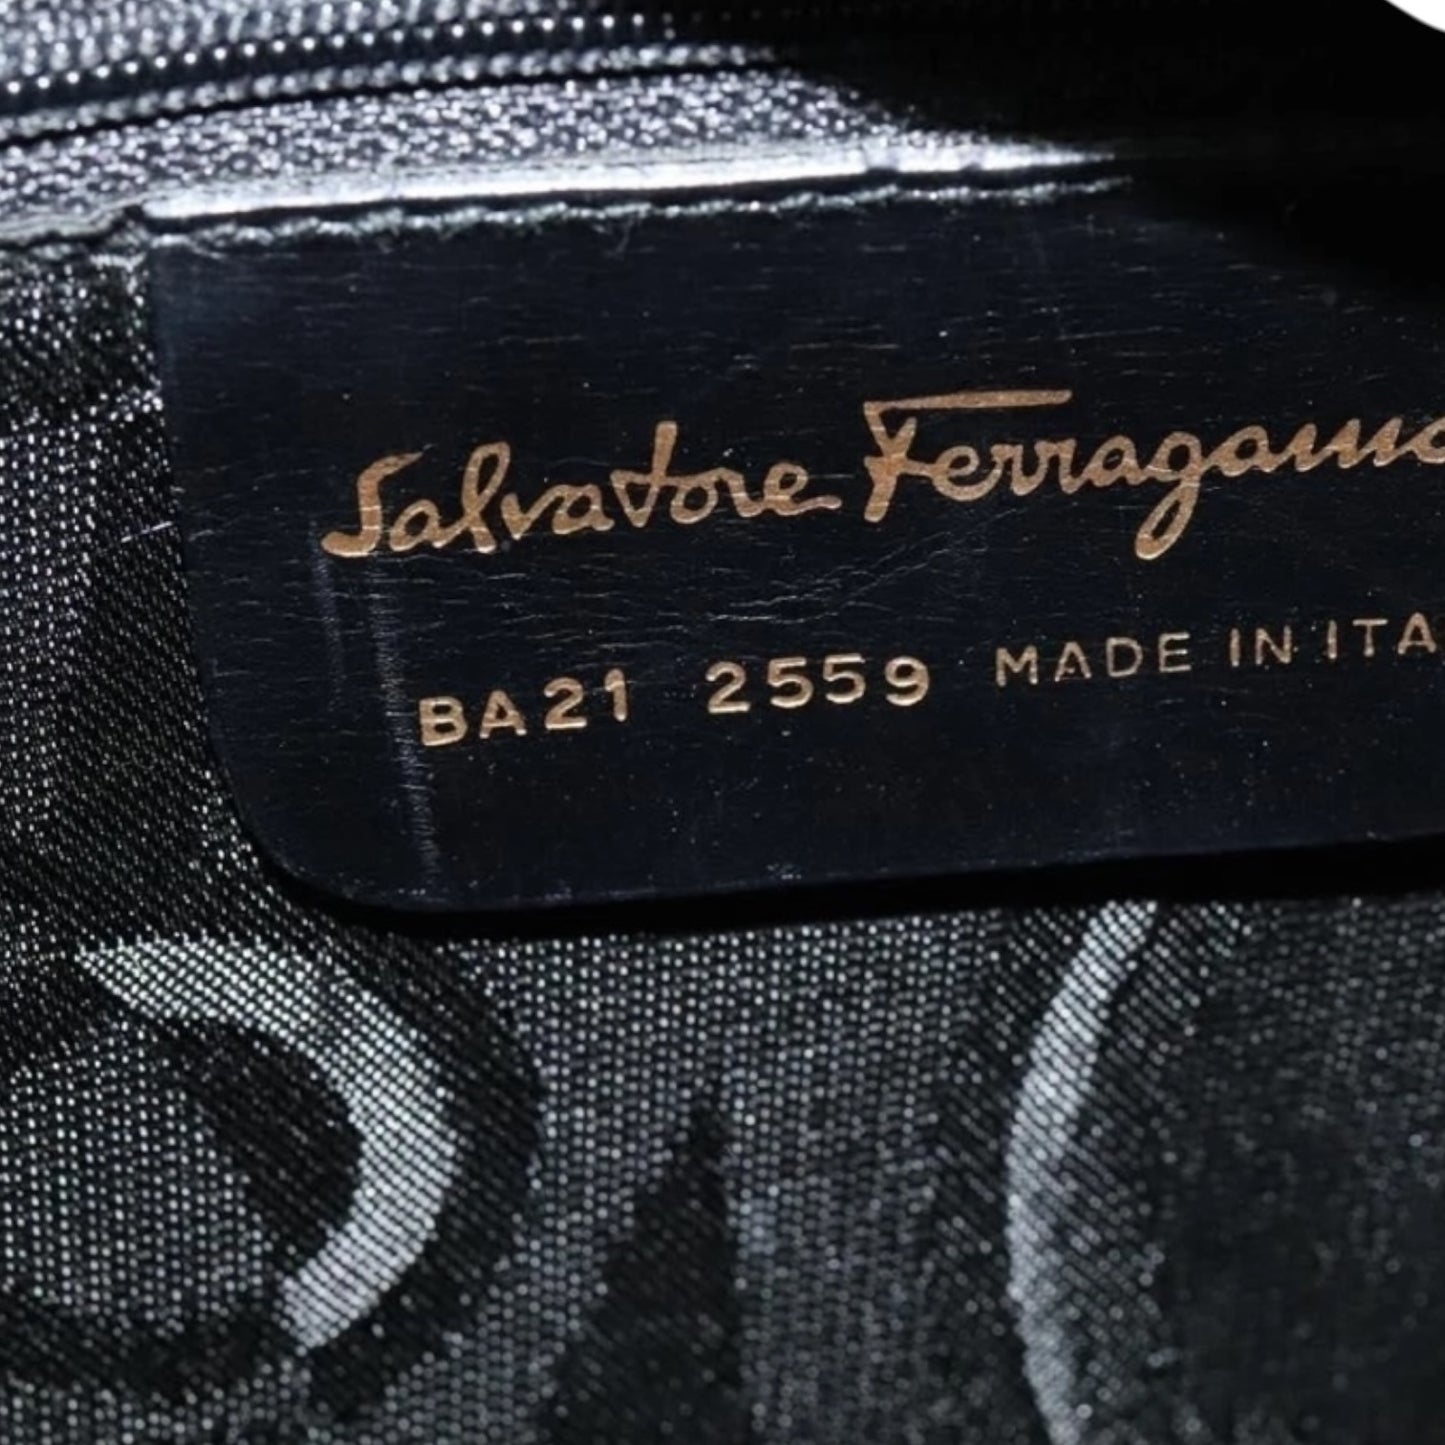 Salvatore Ferragamo
BA21 2559 MADE IN ITA